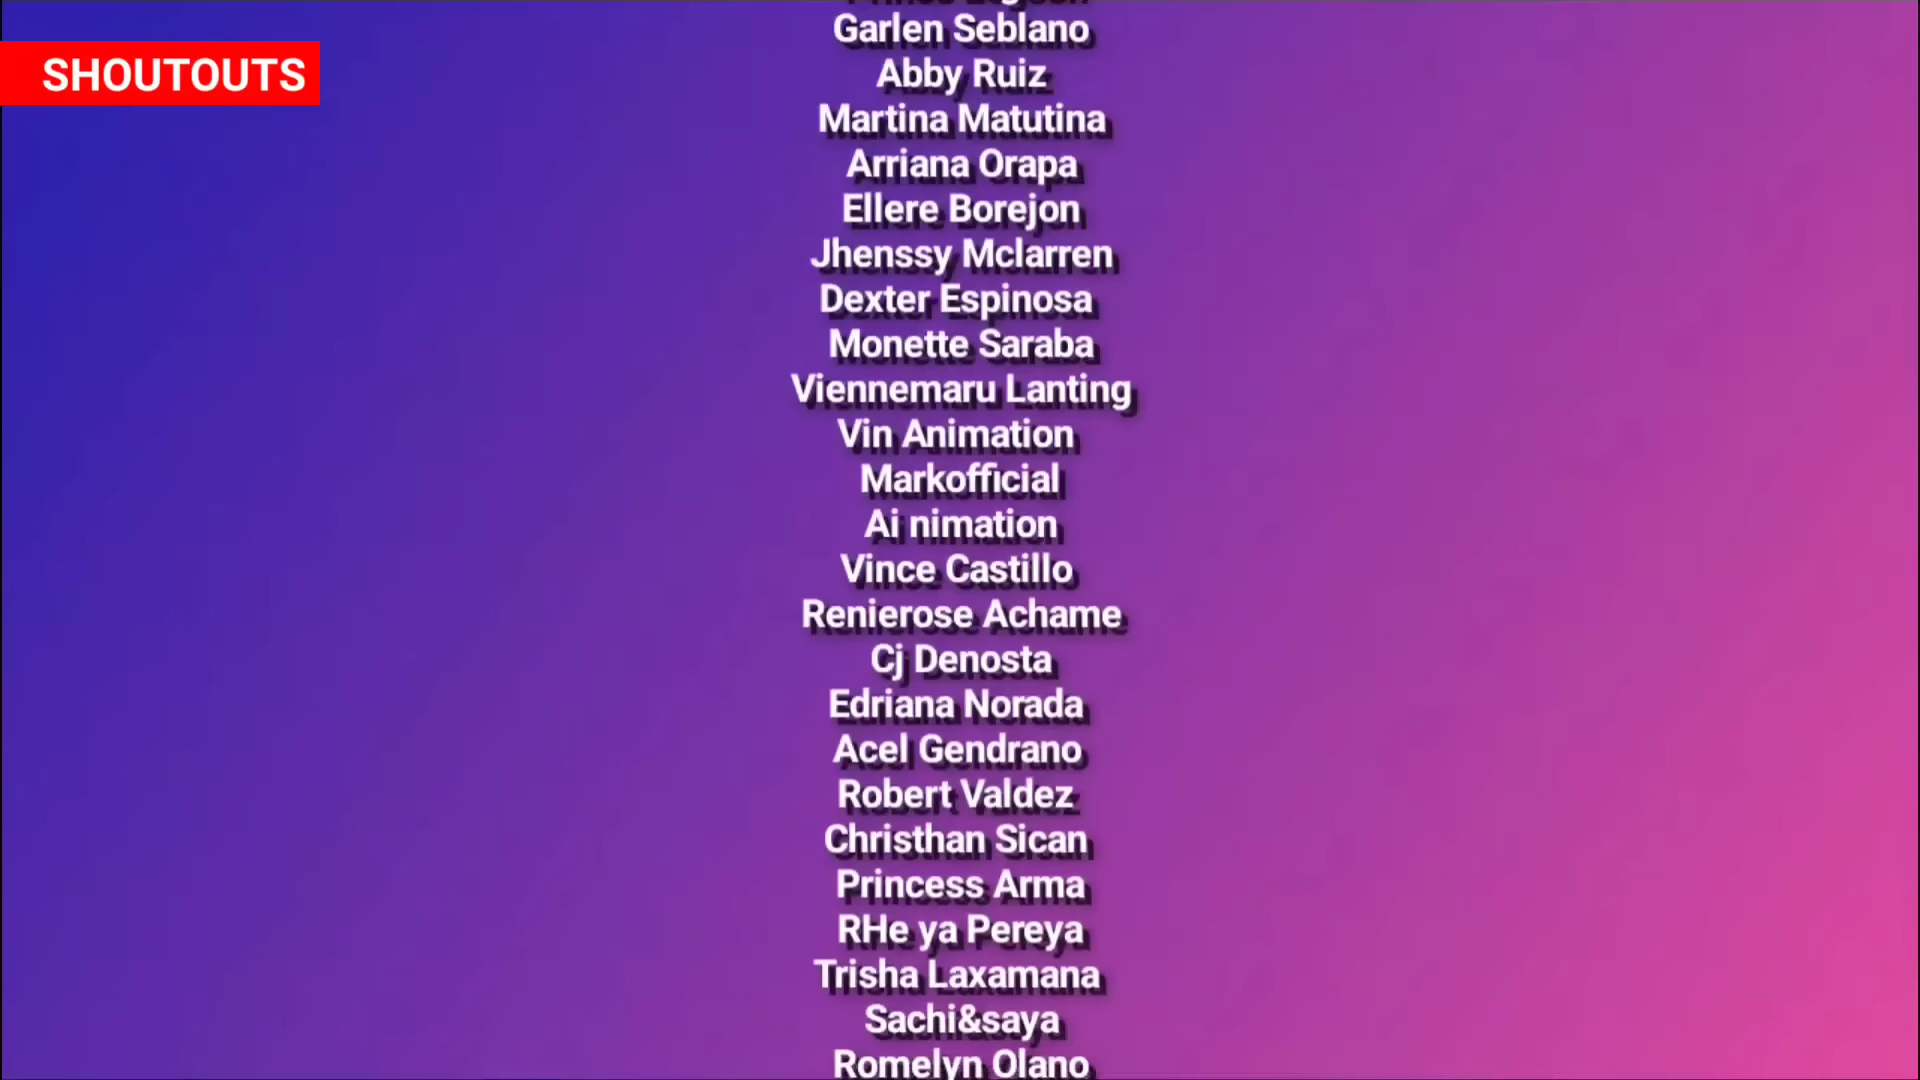 SHOUTOUTS
Garlen Seblano
Abby Ruiz
Martina Matutina
Arriana Orapa
Ellere Borejon
Jhenssy Mclarren
Dexter Espinosa
Monette Saraba
Viennemaru Lanting
Vin Animation
Markofficial
Ai nimation
Vince Castillo
Renierose Achame
Cj Denosta
Edriana Norada
Acel Gendrano
Robert Valdez
Christhan Sican
Princess Arma
RHe ya Pereya
Trisha Laxamana
Sachi&saya
Romelyn Olano